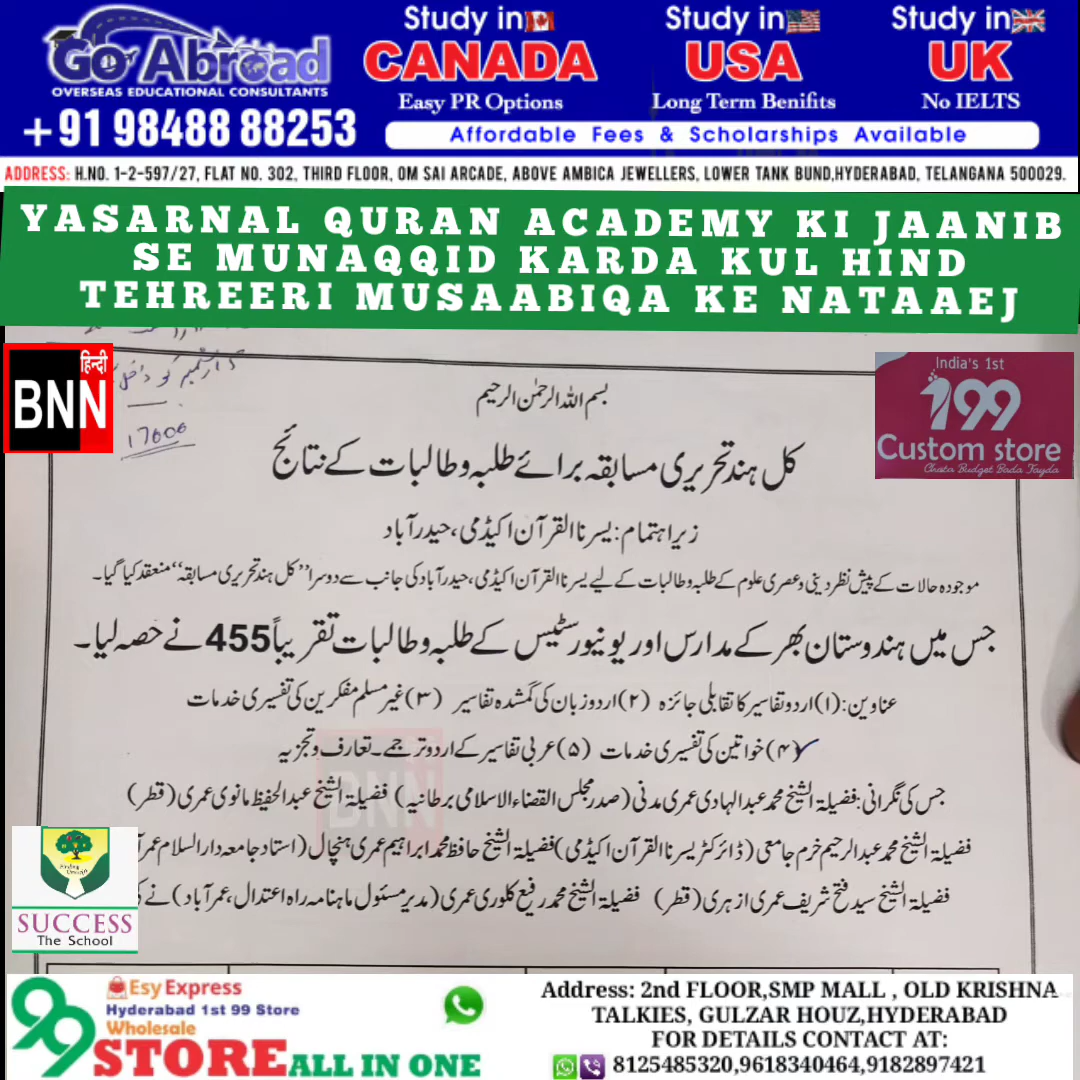 Go Abroad
OVERSEAS EDUCATIONAL CONSULTANTS
+91 98488 88253
Study in
CANADA
Easy PR Options
Study in
USA
Long Term Benifits
Study in
UK
No IELTS
Affordable Fees & Scholarships Available
ADDRESS: H.NO. 1-2-597/27, FLAT NO. 302, THIRD FLOOR, OM SAI ARCADE, ABOVE AMBICA JEWELLERS, LOWER TANK BUND,HYDERABAD, TELANGANA 500029.
YASARNAL QURAN ACADEMY KI JAANIB
SE MUNAQQID KARDA KUL HIND
TEHREERI MUSAABIQA KE NATAAEJ
हिन्दी
BNN
17606
India's 1st
199
Custom store
Chota Budget Bada Fayda
بسم اللہ الرحمٰن الرحیم
کل ہند تحریری مسابقہ برائے طلبہ و طالبات کے نتائج
زیر اہتمام: یسرنا القرآن اکیڈمی، حیدرآباد
موجودہ حالات کے پیش نظر دینی و عصری علوم کے طلبہ و طالبات کے لیے یسرنا القرآن اکیڈمی، حیدرآباد کی جانب سے دوسرا ”کل ہند تحریری مسابقہ“ منعقد کیا گیا۔
جس میں ہندوستان بھر کے مدارس اور یونیورسٹیس کے طلبہ و طالبات تقریباً 455 نے حصہ لیا۔
عناوین: (۱) اردو تفاسیر کا تقابلی جائزہ (۲) اردو زبان کی گمشدہ تفاسیر (۳) غیر مسلم مفکرین کی تفسیری خدمات
(۴) خواتین کی تفسیری خدمات (۵) عربی تفاسیر کے اردو ترجمے۔ تعارف و تجزیہ
BNN
جس کی نگرانی: فضیلۃ الشیخ محمد عبدالہادی عمری مدنی (صدر مجلس القضاء الاسلامی برطانیہ) فضیلۃ الشیخ عبدالحفیظ مانوی عمری (قطر)
فضیلۃ الشیخ محمد عبدالرحیم خرم جامعی (ڈائرکٹر یسرنا القرآن اکیڈمی) فضیلۃ الشیخ حافظ محمد ابراہیم عمری ہنچال (استاد جامعہ دارالسلام عمرآ
فضیلۃ الشیخ سید فتح شریف عمری ازہری (قطر) فضیلۃ الشیخ محمد رفیع کلوری عمری (مدیر مسئول ماہنامہ راہ اعتدال، عمرآباد) نے
SUCCESS
The School
99
Esy Express
Hyderabad 1st 99 Store
Wholesale
STORE ALL IN ONE
Address: 2nd FLOOR,SMP MALL , OLD KRISHNA
TALKIES, GULZAR HOUZ,HYDERABAD
FOR DETAILS CONTACT AT:
8125485320,9618340464,9182897421